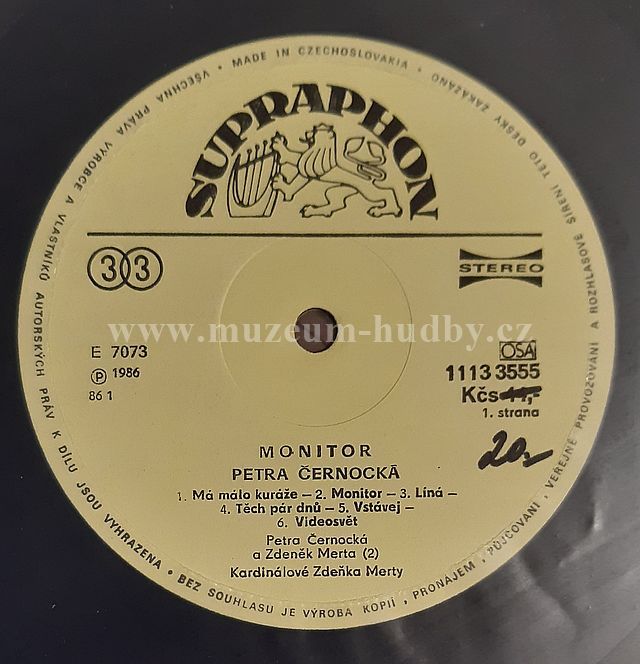 MADE IN CZECHOSLOVAKIA • VŠECHNA PRÁVA VÝROBCE A VLASTNÍKŮ AUTORSKÝCH PRÁV K DÍLU JSOU VYHRAZENA • BEZ SOUHLASU JE VÝROBA KOPIÍ, PRONÁJEM, PŮJČOVÁNÍ, VEŘEJNÉ PROVOZOVÁNÍ A ROZHLASOVÉ ŠÍŘENÍ TÉTO DESKY ZAKÁZÁNO •
SUPRAPHON
33
STEREO
www.muzeum-hudby.cz
E 7073
Ⓟ 1986
86 1
OSA
1113 3555
Kčs 44,-
1. strana
20,-
MONITOR
PETRA ČERNOCKÁ
1. Má málo kuráže – 2. Monitor – 3. Líná –
4. Těch pár dnů – 5. Vstávej –
6. Videosvět
Petra Černocká
a Zdeněk Merta (2)
Kardinálové Zdeňka Merty